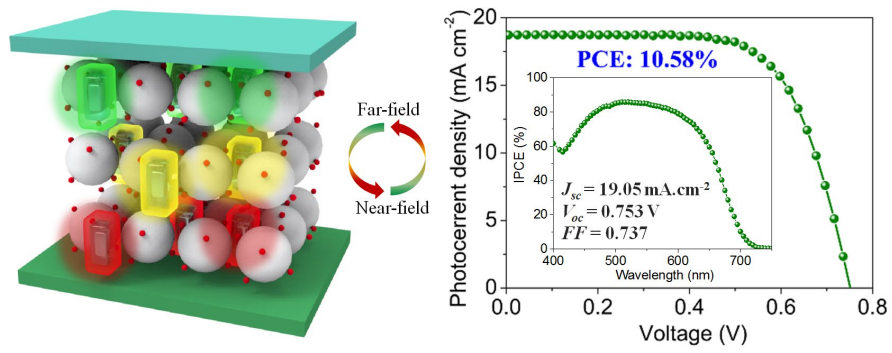 Far-field
Near-field
PCE: 10.58%
Photocerrent density (mA cm-2)
20
15
10
5
0
0.0
0.2
0.4
0.6
0.8
Voltage (V)
IPCE (%)
100
80
60
40
20
0
400
500
600
700
Wavelength (nm)
Jsc = 19.05 mA.cm-2
Voc = 0.753 V
FF = 0.737